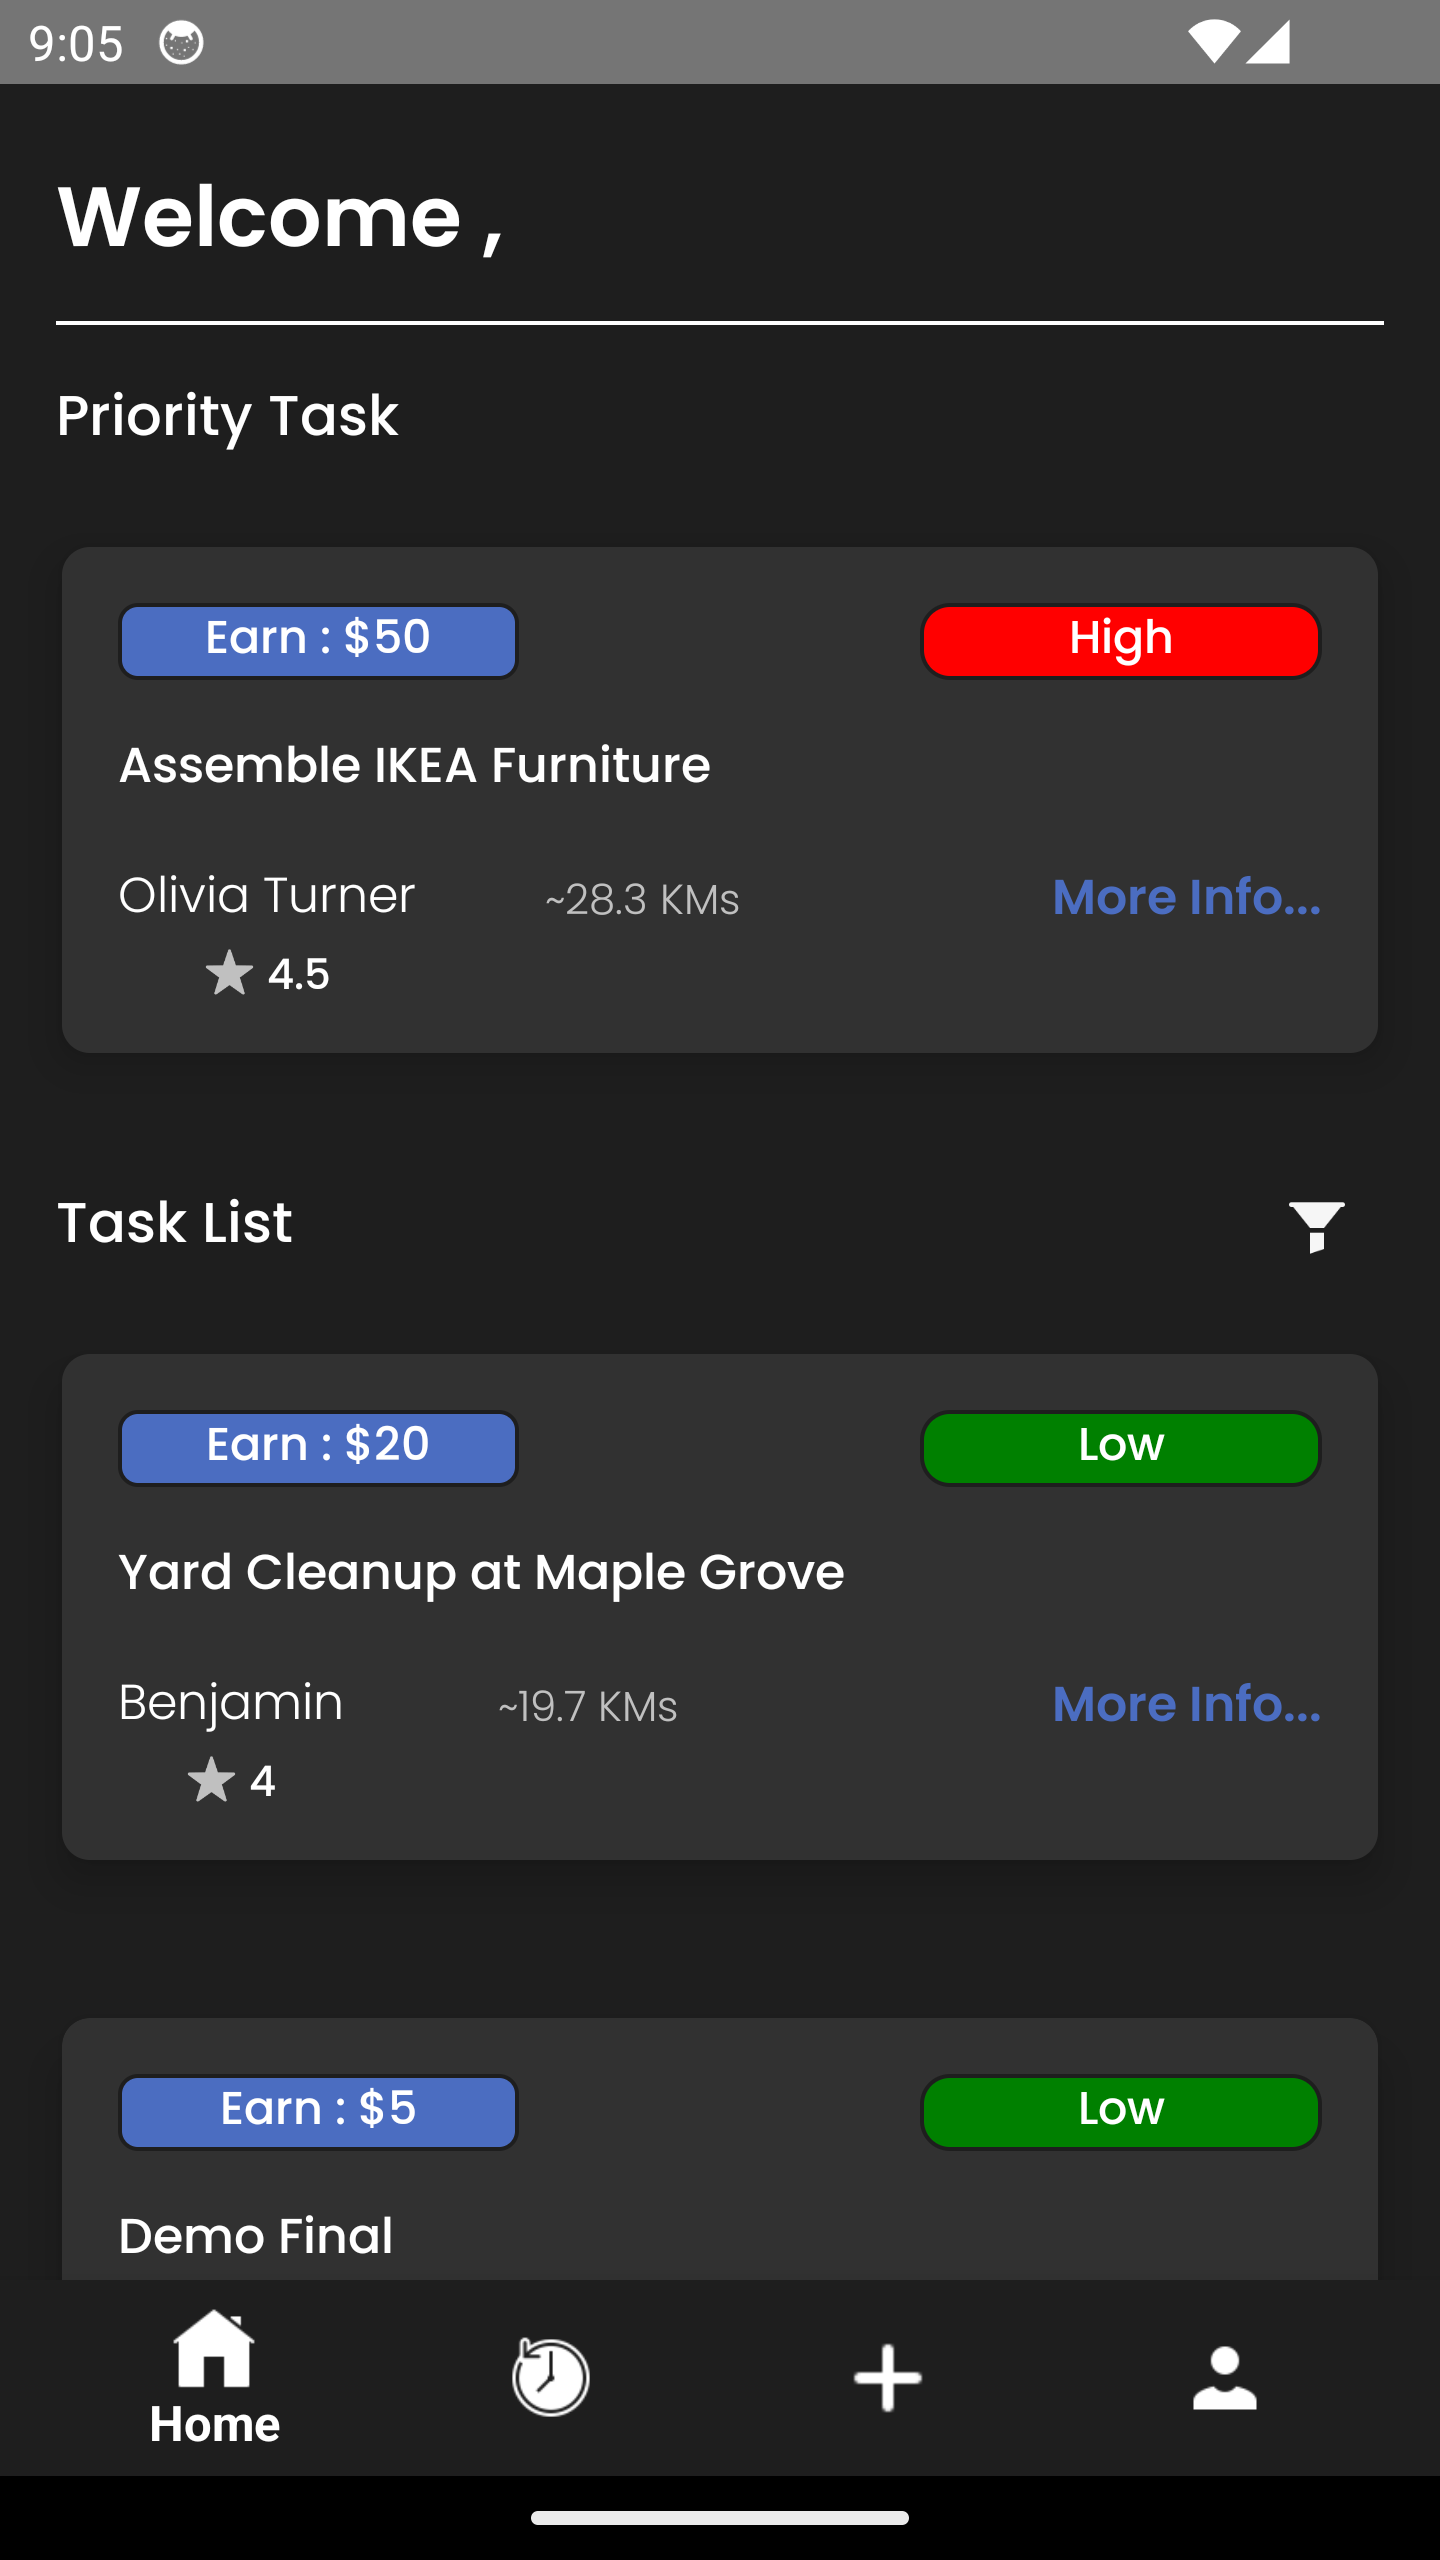 9:05
Welcome ,
Priority Task
Earn : $50
High
Assemble IKEA Furniture
Olivia Turner
~28.3 KMs
More Info...
4.5
Task List
Earn : $20
Low
Yard Cleanup at Maple Grove
Benjamin
~19.7 KMs
More Info...
4
Earn : $5
Low
Demo Final
Home